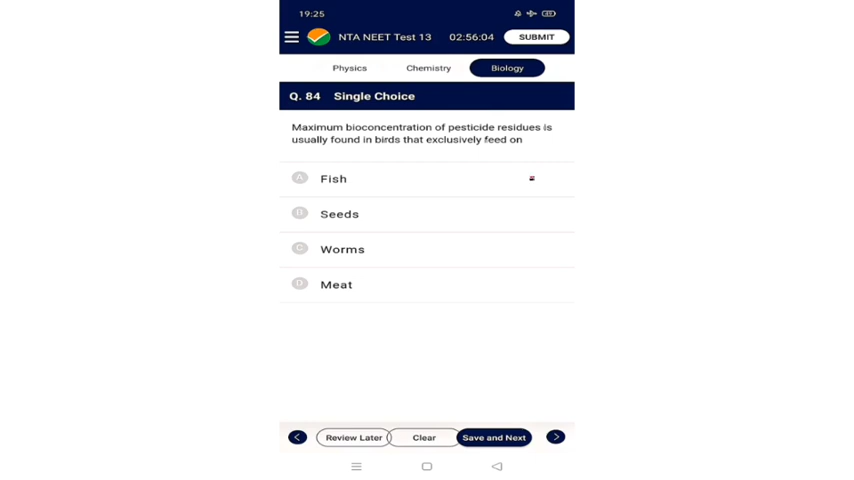 19:25
NTA NEET Test 13 02:56:04 SUBMIT
Physics Chemistry Biology
Q. 84 Single Choice
Maximum bioconcentration of pesticide residues is
usually found in birds that exclusively feed on
A Fish
B Seeds
C Worms
D Meat
Review Later Clear Save and Next